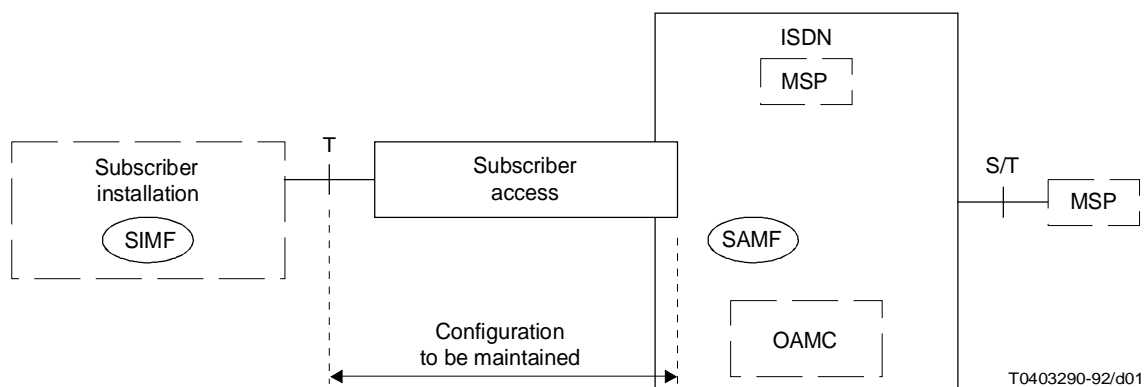 ISDN
MSP
T
Subscriber
installation
Subscriber
access
S/T
MSP
SIMF
SAMF
Configuration
to be maintained
OAMC
T0403290-92/d01